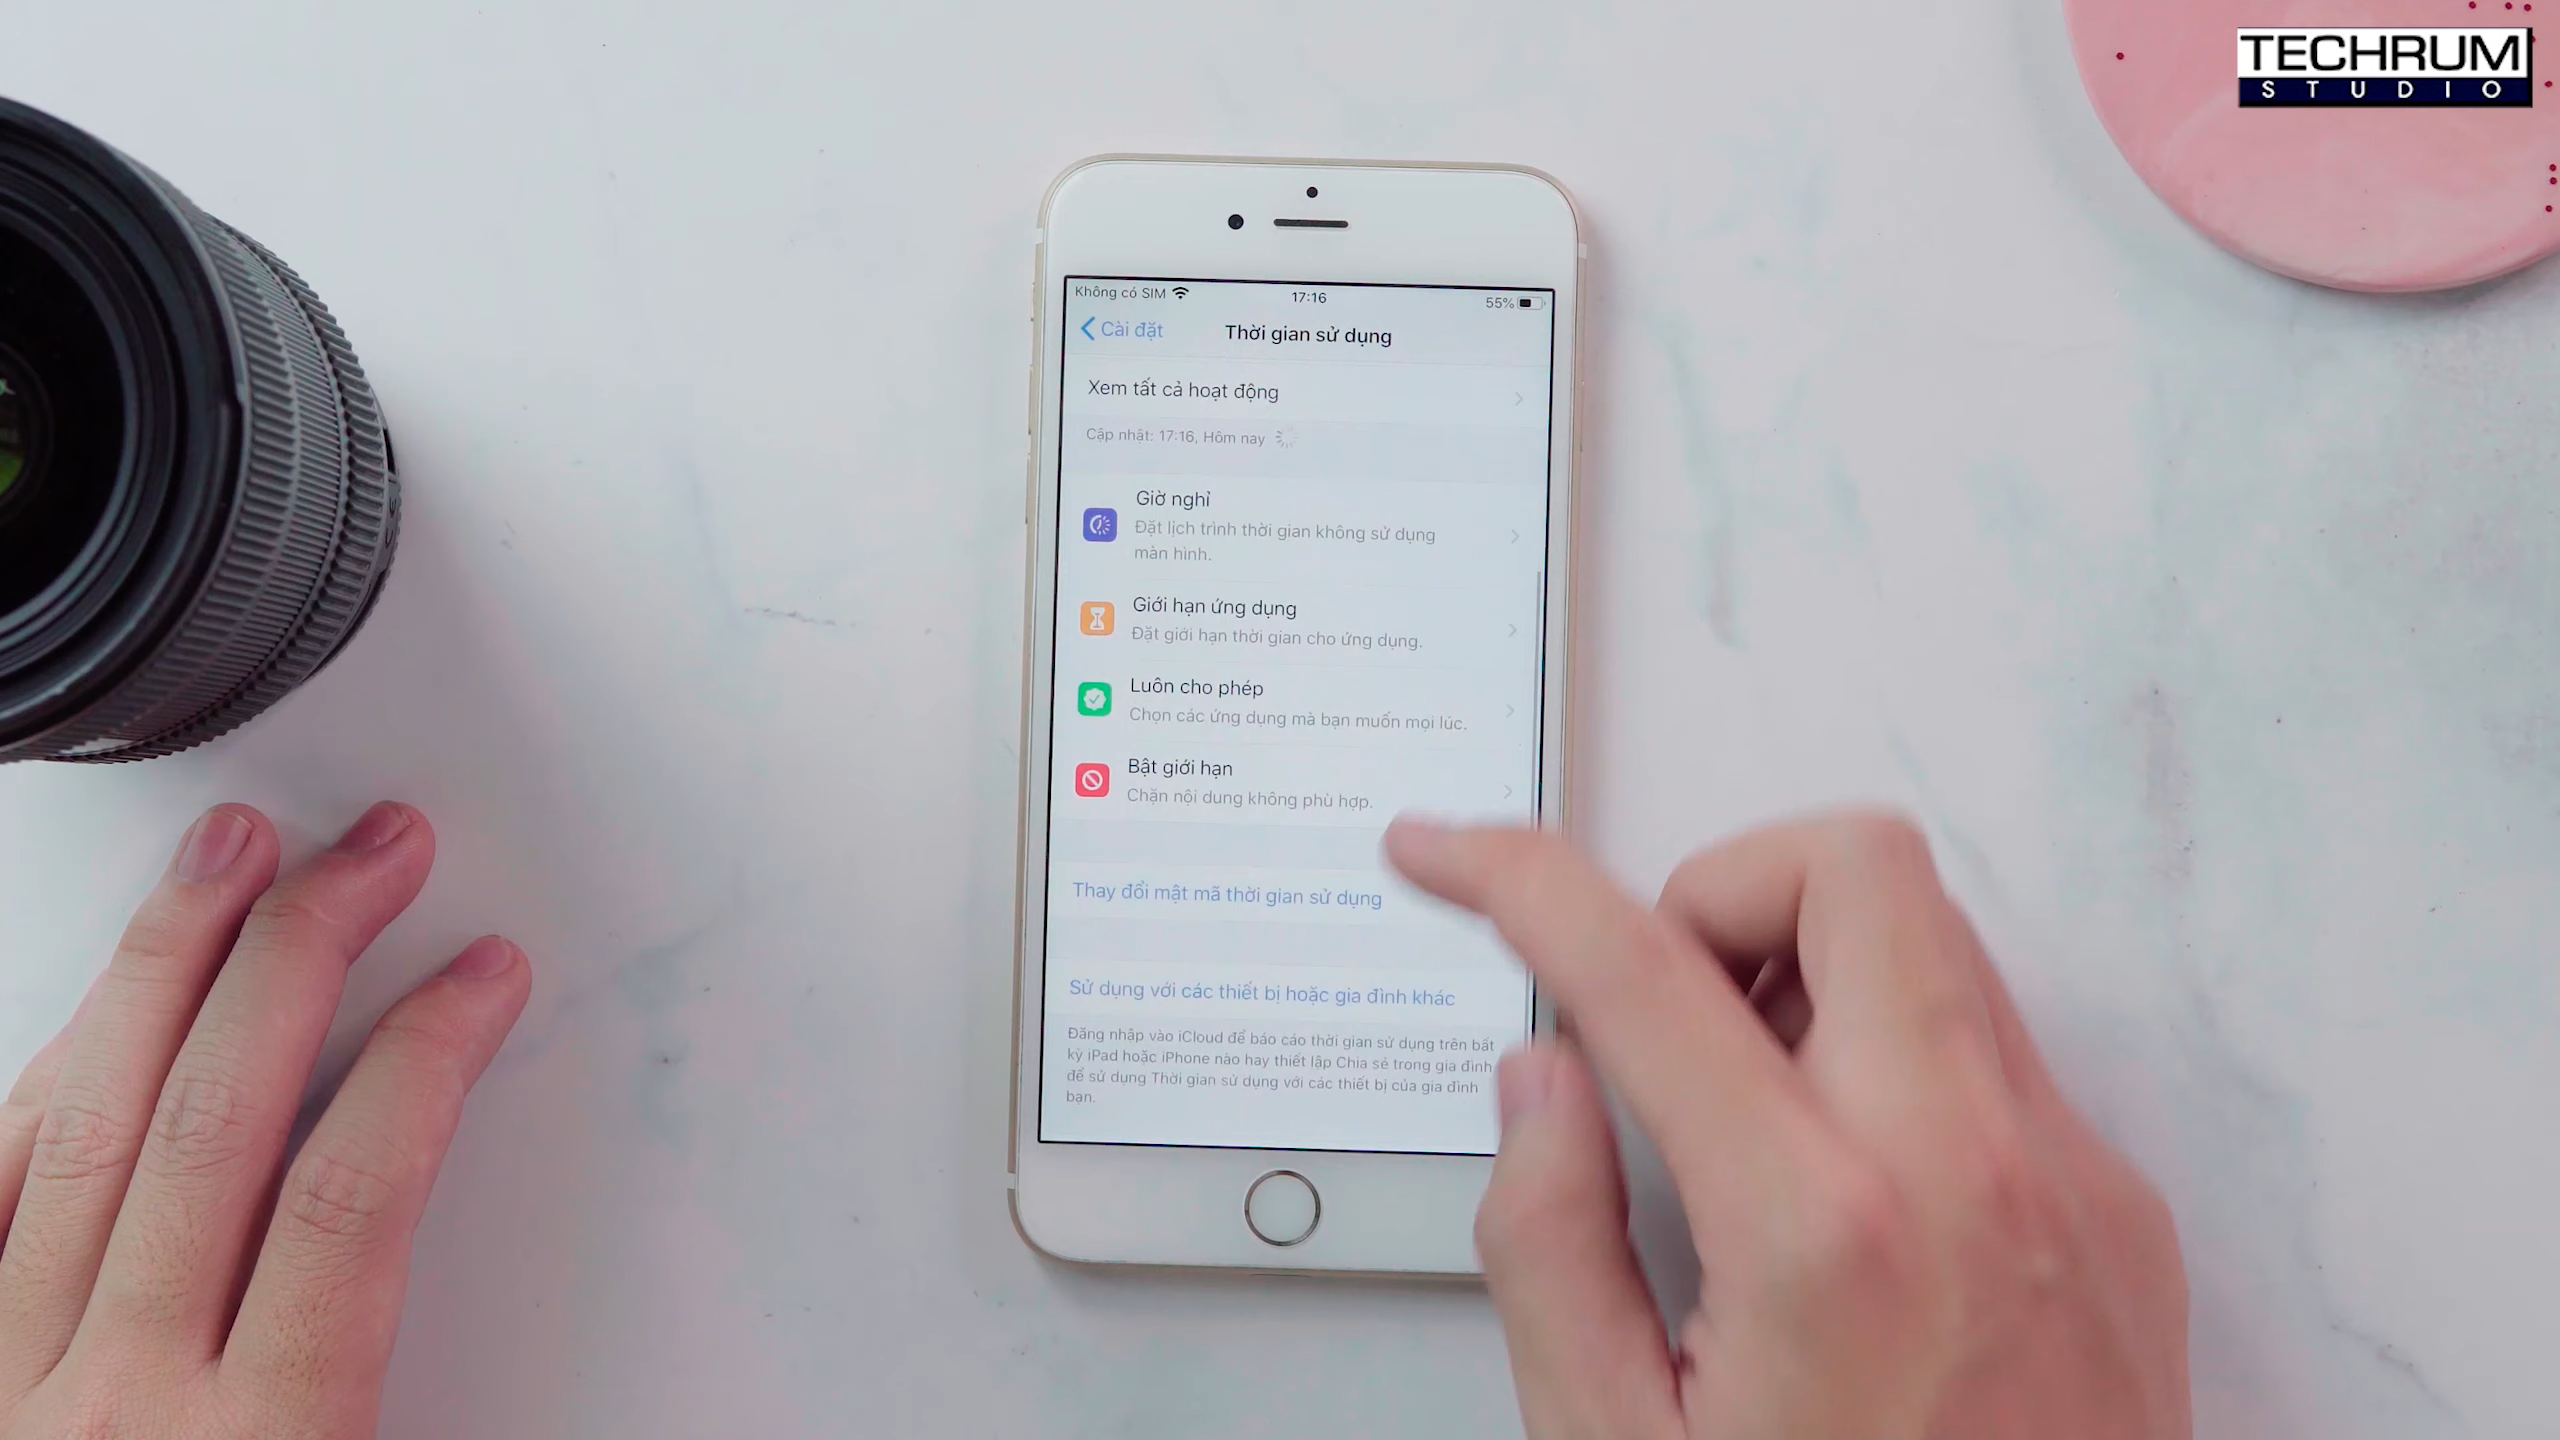 TECHRUM
STUDIO
Không có SIM
17:16
55%
Cài đặt
Thời gian sử dụng
Xem tất cả hoạt động
Cập nhật: 17:16, Hôm nay
Giờ nghỉ
Đặt lịch trình thời gian không sử dụng
màn hình.
Giới hạn ứng dụng
Đặt giới hạn thời gian cho ứng dụng.
Luôn cho phép
Chọn các ứng dụng mà bạn muốn mọi lúc.
Bật giới hạn
Chặn nội dung không phù hợp.
Thay đổi mật mã thời gian sử dụng
Sử dụng với các thiết bị hoặc gia đình khác
Đăng nhập vào iCloud để báo cáo thời gian sử dụng trên bất
kỳ iPad hoặc iPhone nào hay thiết lập Chia sẻ trong gia đình
để sử dụng Thời gian sử dụng với các thiết bị của gia đình
bạn.